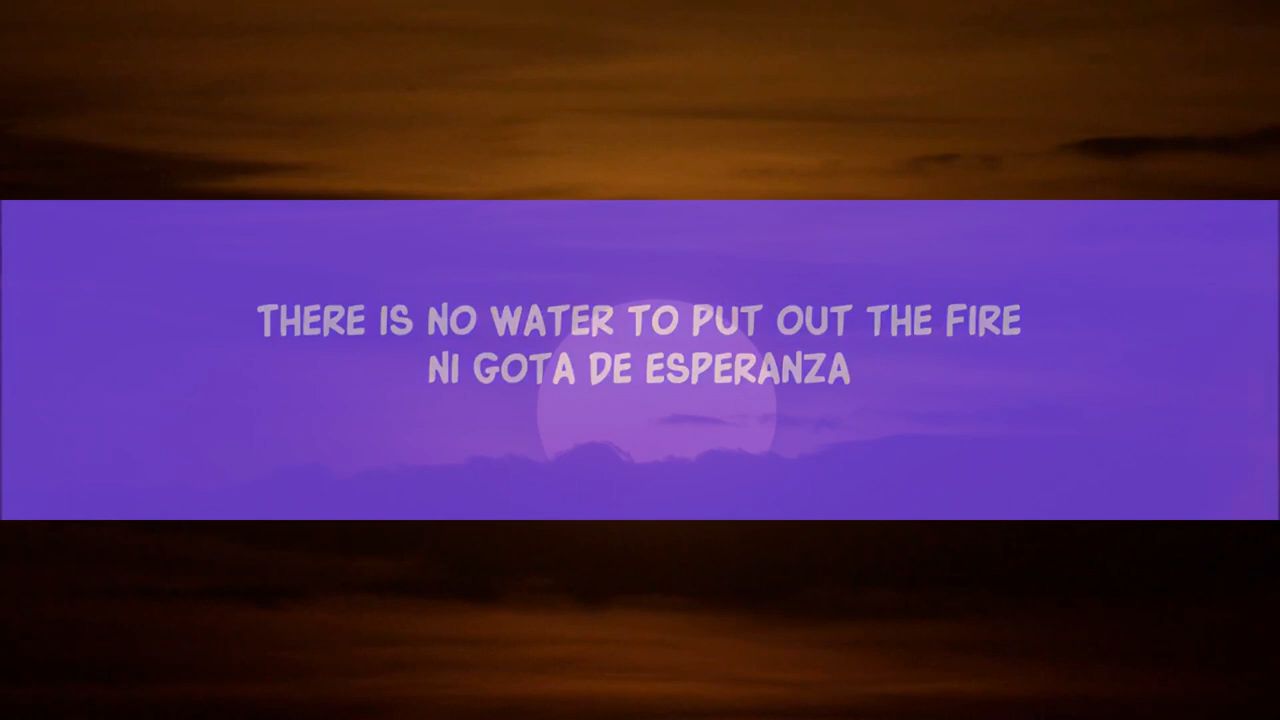 THERE IS NO WATER TO PUT OUT THE FIRE
NI GOTA DE ESPERANZA